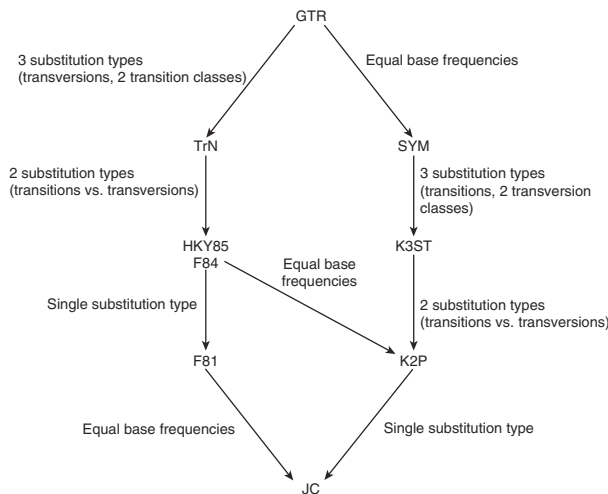 GTR
3 substitution types
(transversions, 2 transition classes)
Equal base frequencies
TrN
SYM
2 substitution types
(transitions vs. transversions)
3 substitution types
(transitions, 2 transversion
classes)
HKY85
F84
K3ST
Equal base
frequencies
Single substitution type
2 substitution types
(transitions vs. transversions)
F81
K2P
Equal base frequencies
Single substitution type
JC